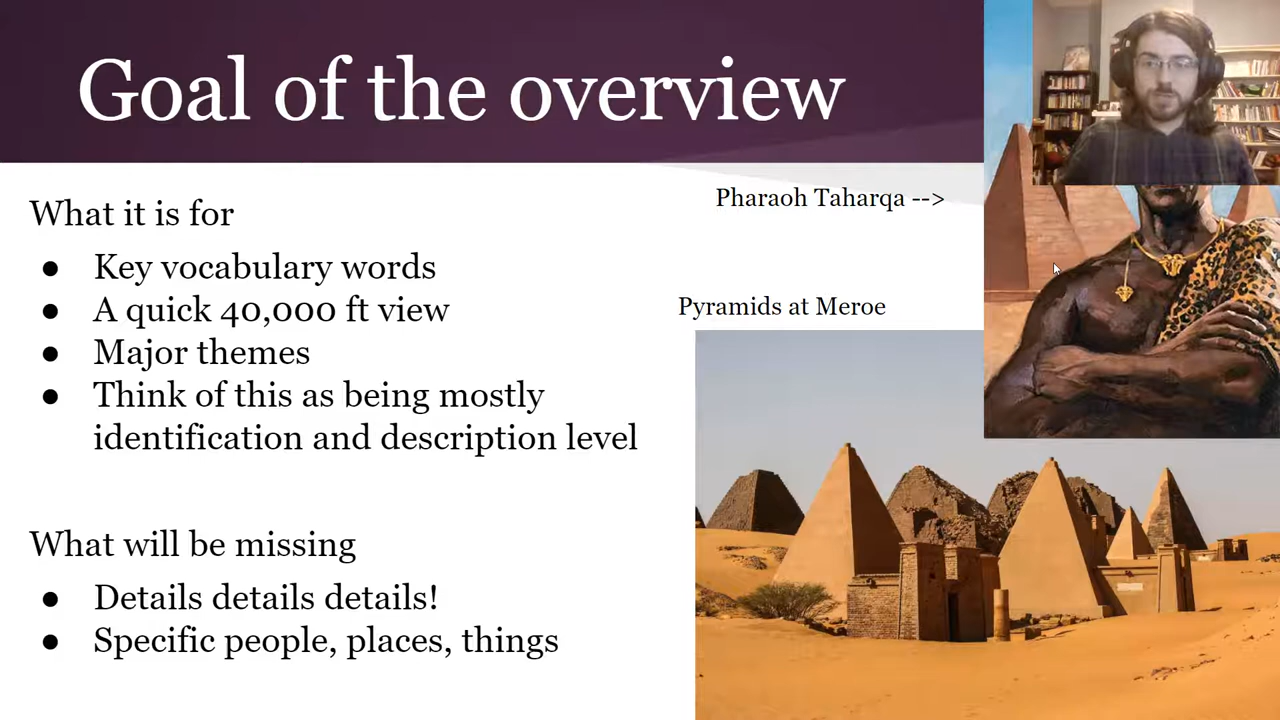 Goal of the overview
What it is for
● Key vocabulary words
● A quick 40,000 ft view
● Major themes
● Think of this as being mostly
identification and description level
What will be missing
● Details details details!
● Specific people, places, things
Pharaoh Taharqa -->
Pyramids at Meroe